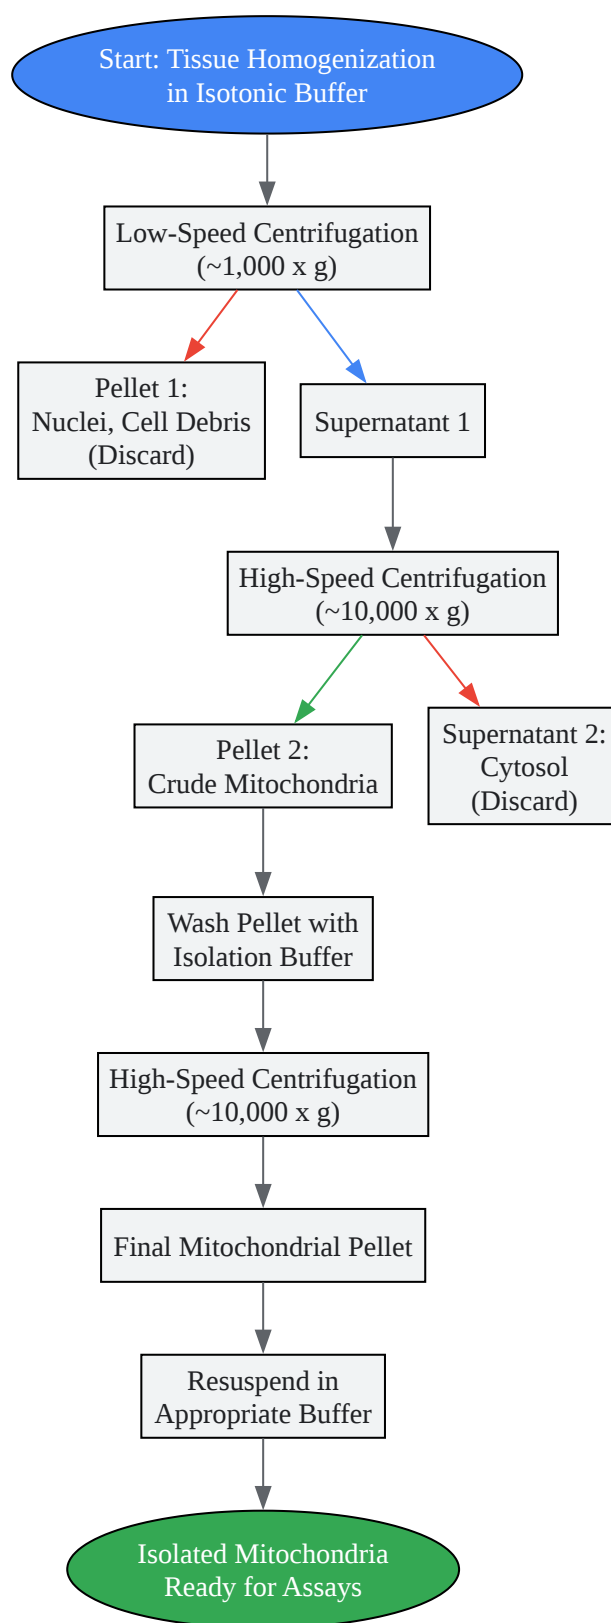 Start: Tissue Homogenization
in Isotonic Buffer
Low-Speed Centrifugation
(~1,000 x g)
Pellet 1:
Nuclei, Cell Debris
(Discard)
Supernatant 1
High-Speed Centrifugation
(~10,000 x g)
Pellet 2:
Crude Mitochondria
Supernatant 2:
Cytosol
(Discard)
Wash Pellet with
Isolation Buffer
High-Speed Centrifugation
(~10,000 x g)
Final Mitochondrial Pellet
Resuspend in
Appropriate Buffer
Isolated Mitochondria
Ready for Assays